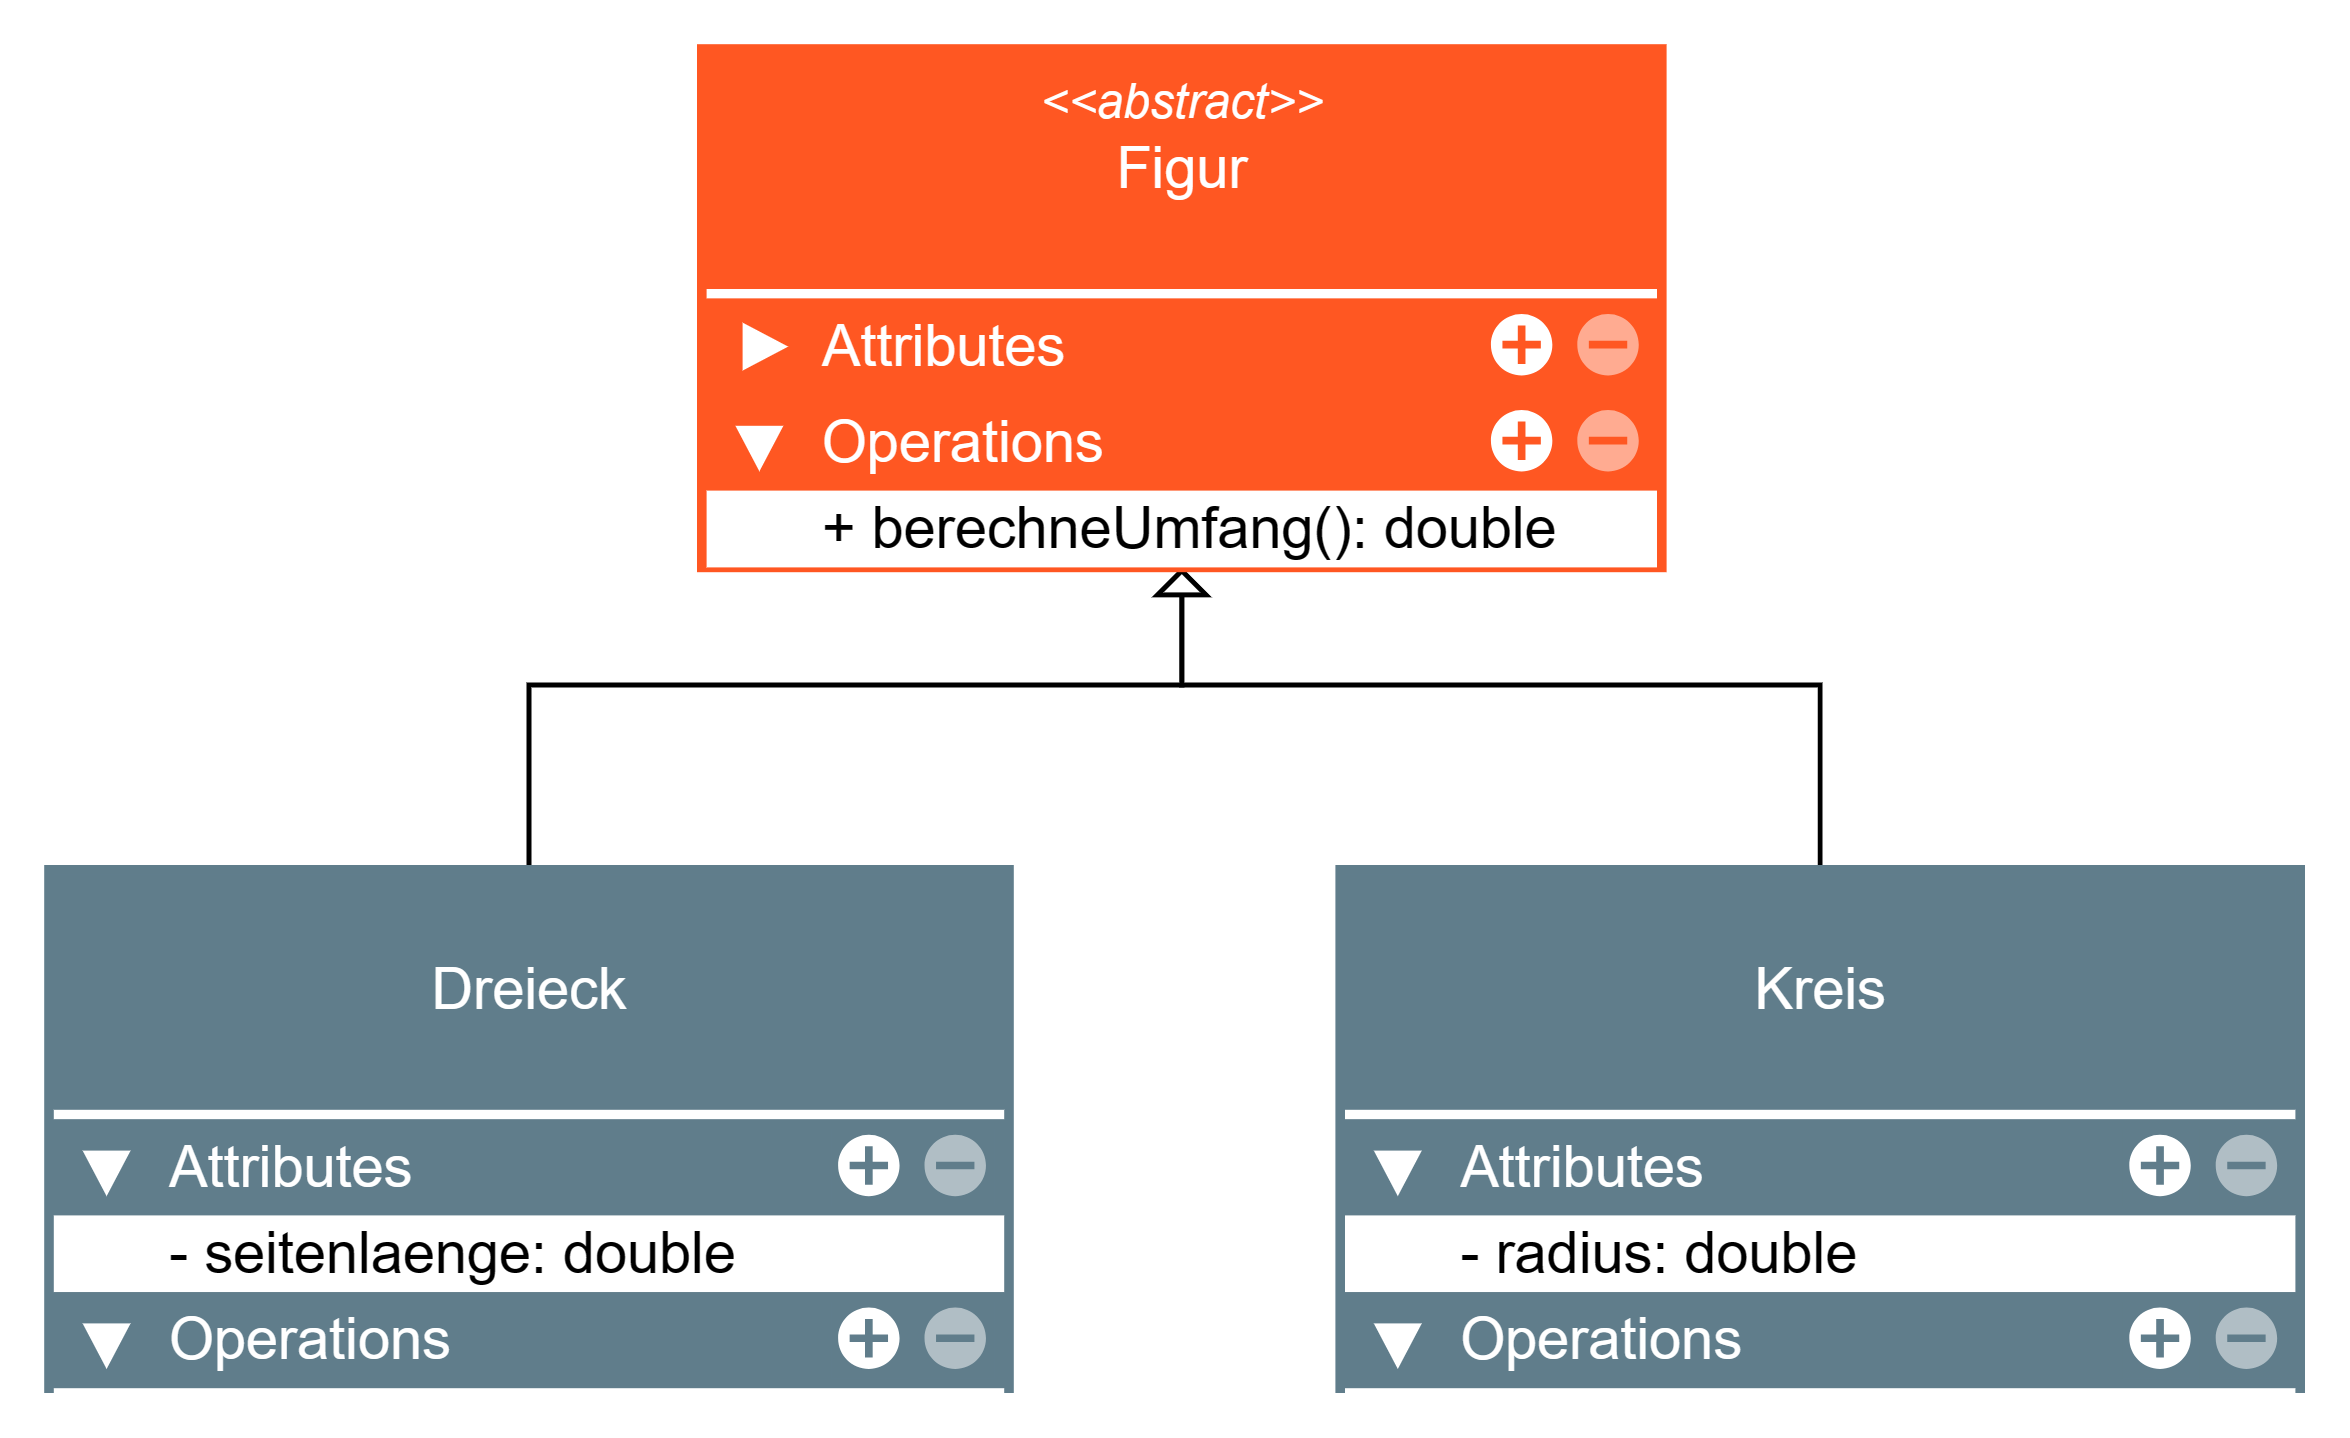 <<abstract>>
Figur
Attributes
Operations
+ berechneUmfang(): double
Dreieck
Attributes
- seitenlaenge: double
Operations
Kreis
Attributes
- radius: double
Operations